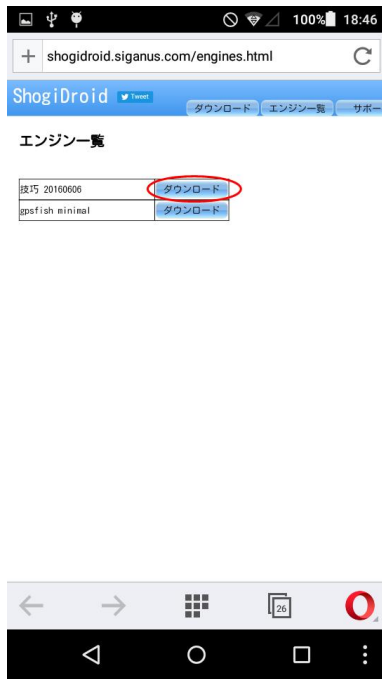 100% 18:46
shogidroid.siganus.com/engines.html
ShogiDroid Tweet
ダウンロード エンジン一覧 サポー
エンジン一覧
技巧 20160606 ダウンロード
gpsfish minimal ダウンロード
26